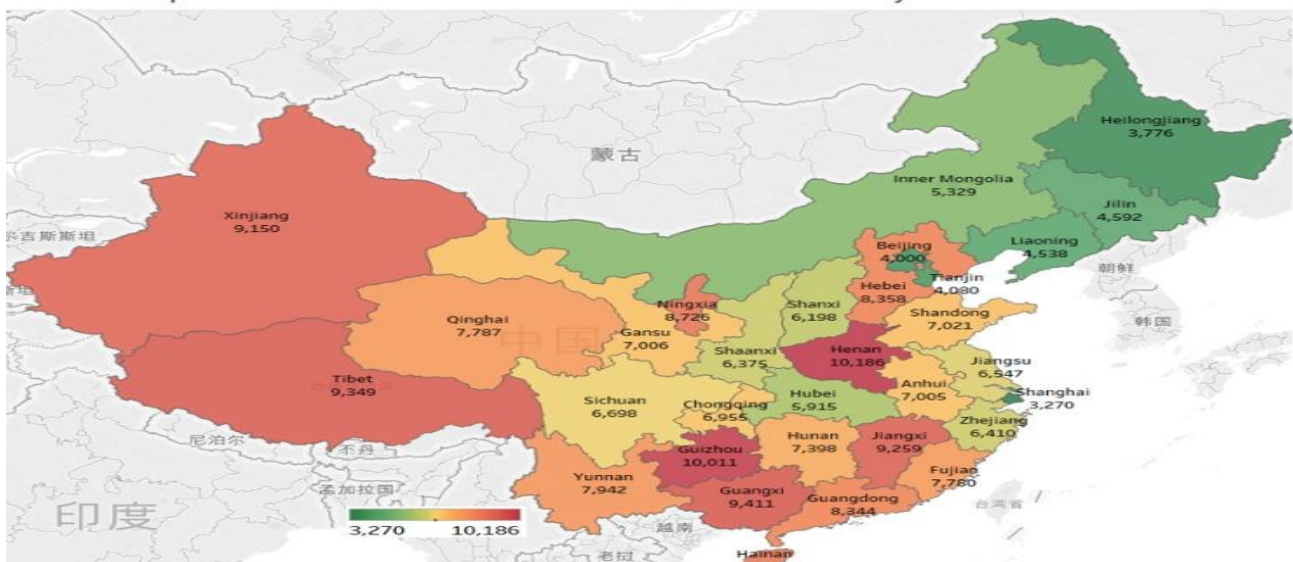 蒙古
Heilongjiang
3,776
Inner Mongolia
5,329
Jilin
4,592
Xinjiang
9,150
尔吉斯斯坦
Beijing
4,000
Liaoning
4,538
Tianjin
4,080
朝鲜
Hebei
8,358
Ningxia
8,726
Shanxi
6,198
Shandong
7,021
韩国
Qinghai
7,787
中国
Gansu
7,006
Shaanxi
6,375
Henan
10,186
Jiangsu
6,547
Tibet
9,349
Anhui
7,005
Shanghai
3,270
Sichuan
6,698
Chongqing
6,955
Hubei
5,915
Zhejiang
6,410
尼泊尔
不丹
Guizhou
10,011
Hunan
7,398
Jiangxi
9,259
Fujian
7,780
孟加拉国
Yunnan
7,942
Guangxi
9,411
Guangdong
8,344
台湾省
印度
3,270 10,186
越南
老挝
Hainan